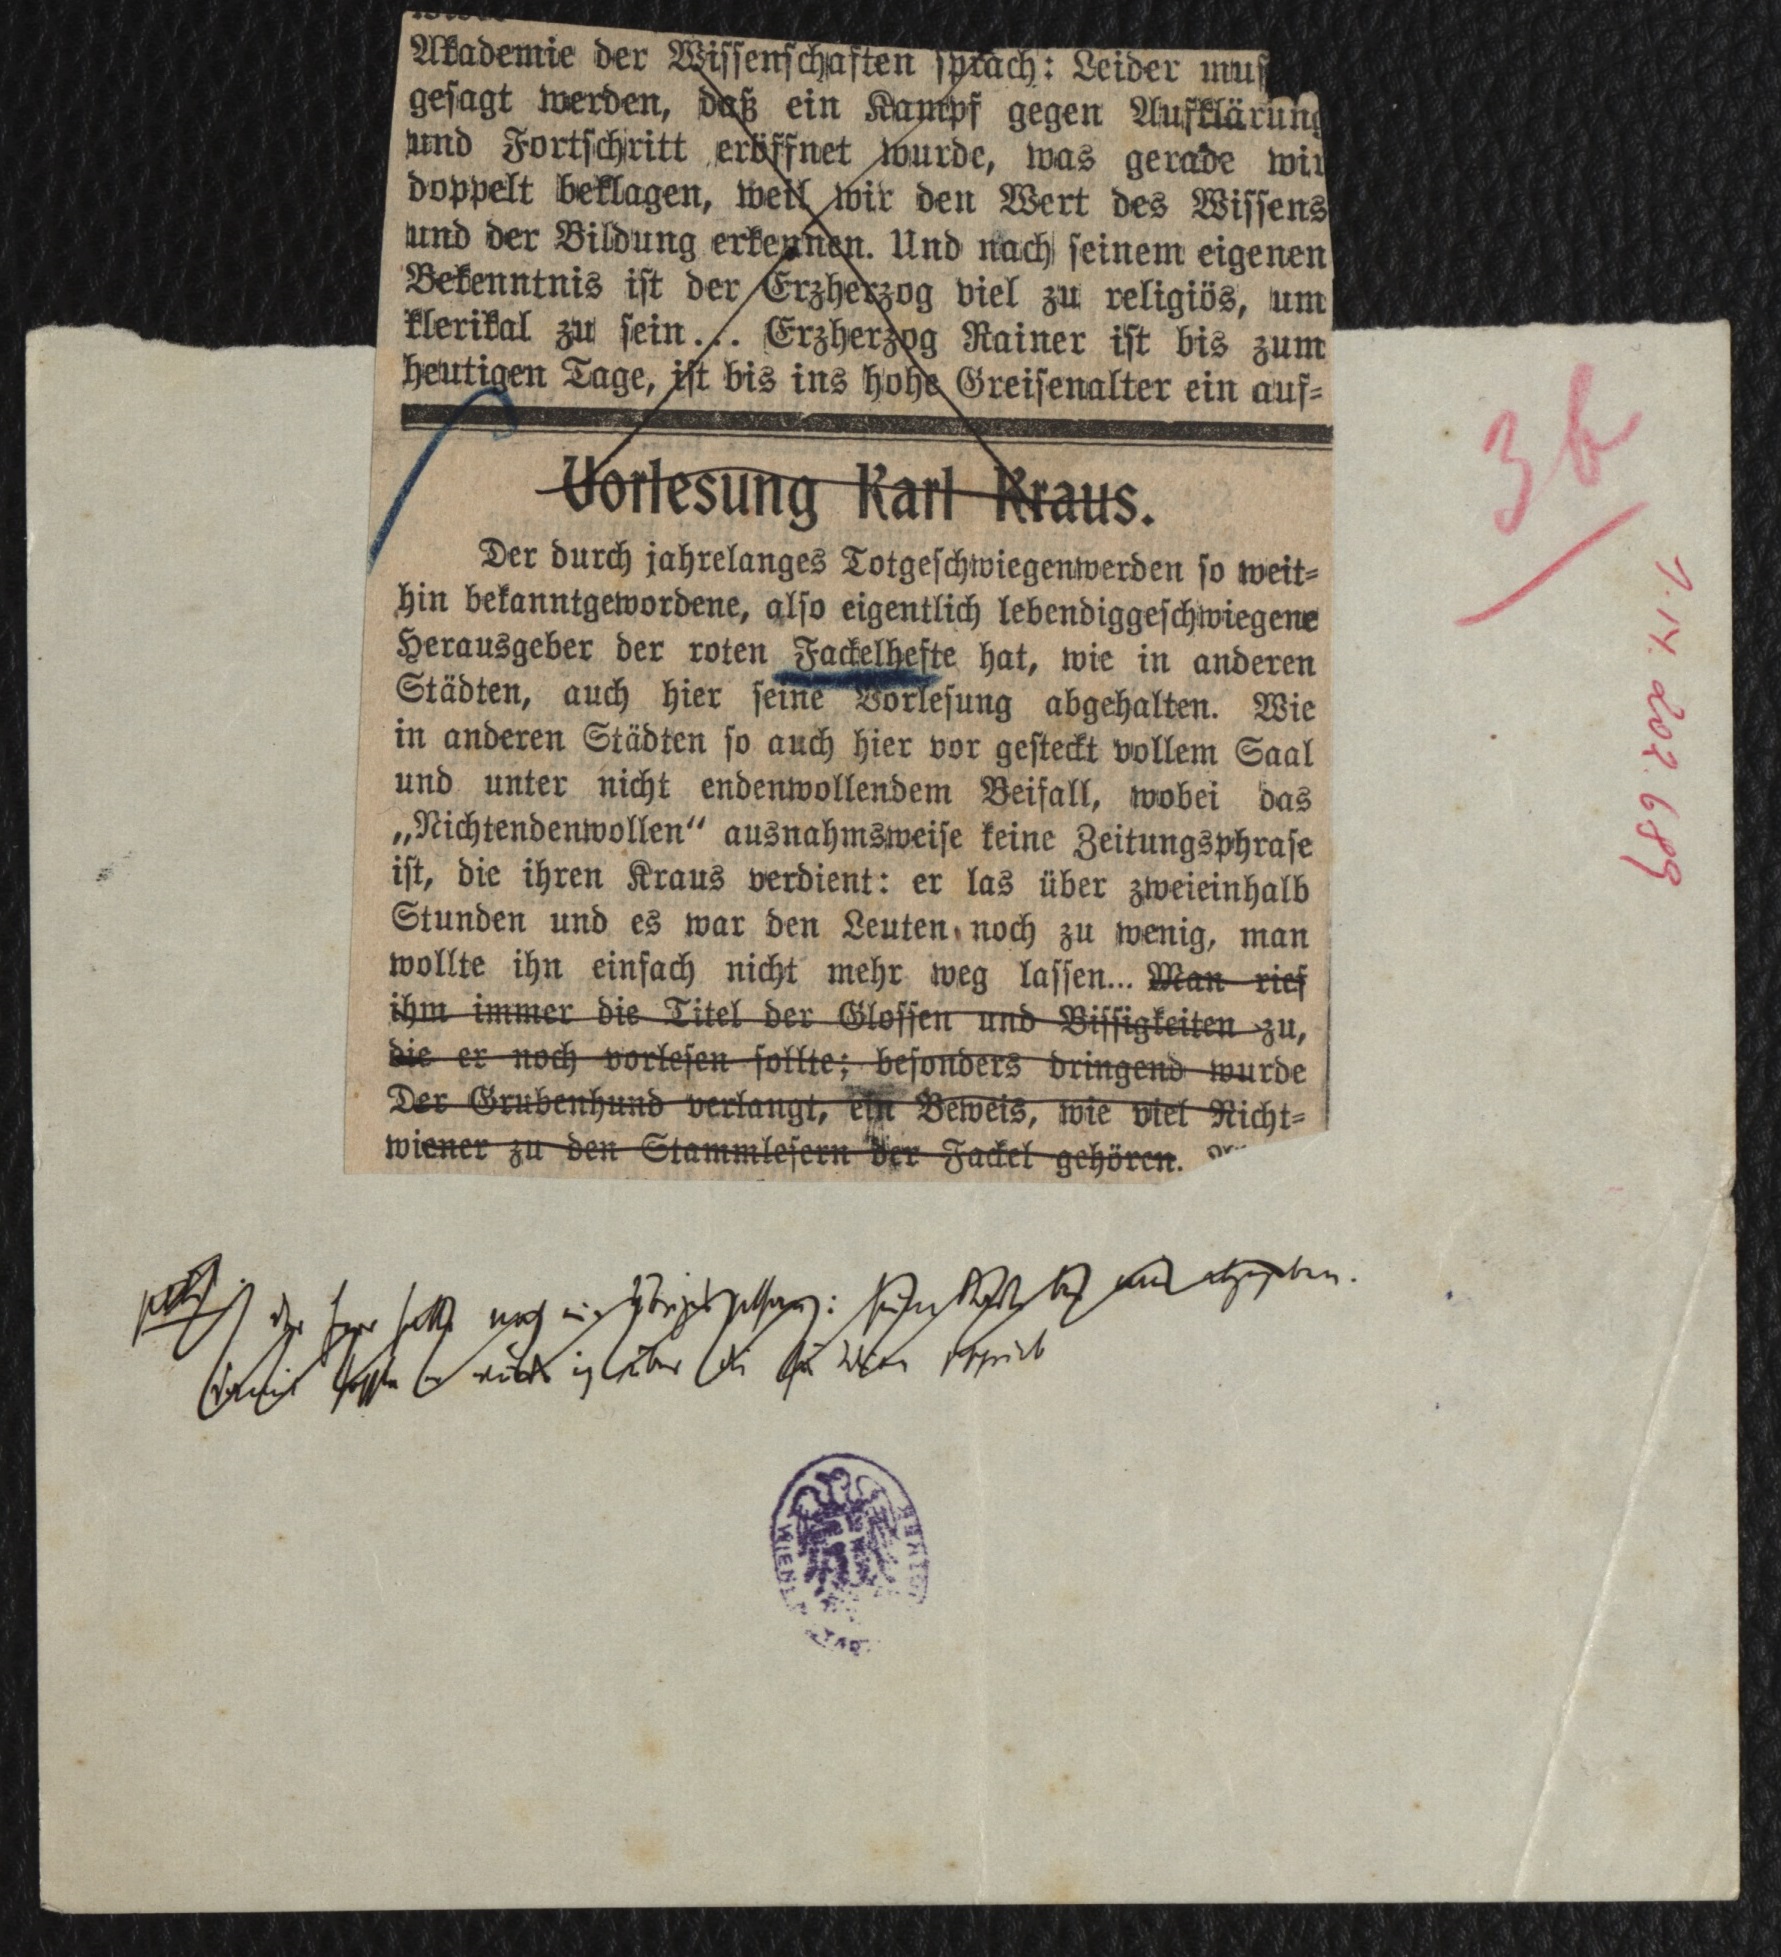 Akademie der Wissenschaften sprach: Leider muß
gesagt werden, daß ein Kampf gegen Aufklärung
und Fortschritt eröffnet wurde, was gerade wir
doppelt beklagen, weil wir den Wert des Wissens
und der Bildung erkennen. Und nach seinem eigenen
Bekenntnis ist der Erzherzog viel zu religiös, um
klerikal zu sein... Erzherzog Rainer ist bis zum
heutigen Tage, ist bis ins hohe Greisenalter ein auf-
Vorlesung Karl Kraus.
Der durch jahrelanges Totgeschwiegenwerden so weit-
hin bekanntgewordene, also eigentlich lebendiggeschwiegene
Herausgeber der roten Fackelhefte hat, wie in anderen
Städten, auch hier seine Vorlesung abgehalten. Wie
in anderen Städten so auch hier vor gesteckt vollem Saal
und unter nicht endenwollendem Beifall, wobei das
„Nichtendenwollen“ ausnahmsweise keine Zeitungsphrase
ist, die ihren Kraus verdient: er las über zweieinhalb
Stunden und es war den Leuten noch zu wenig, man
wollte ihn einfach nicht mehr weg lassen... Man rief
ihm immer die Titel der Glossen und Bissigkeiten zu,
die er noch vorlesen sollte; besonders dringend wurde
Der Grubenhund verlangt, ein Beweis, wie viel Nicht-
wiener zu den Stammlesern der Fackel gehören.
3b
I. N. 202.689
WIEN